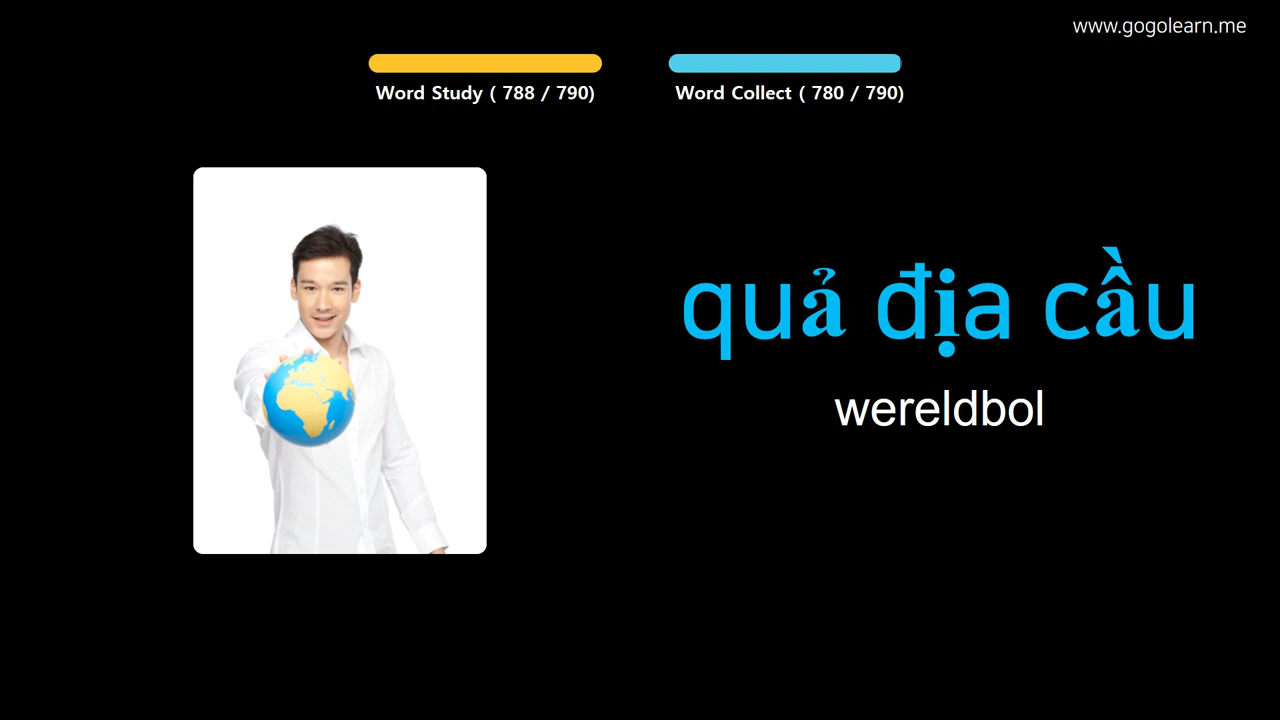 www.gogolearn.me
Word Study ( 788 / 790)
Word Collect ( 780 / 790)
quả địa cầu
wereldbol